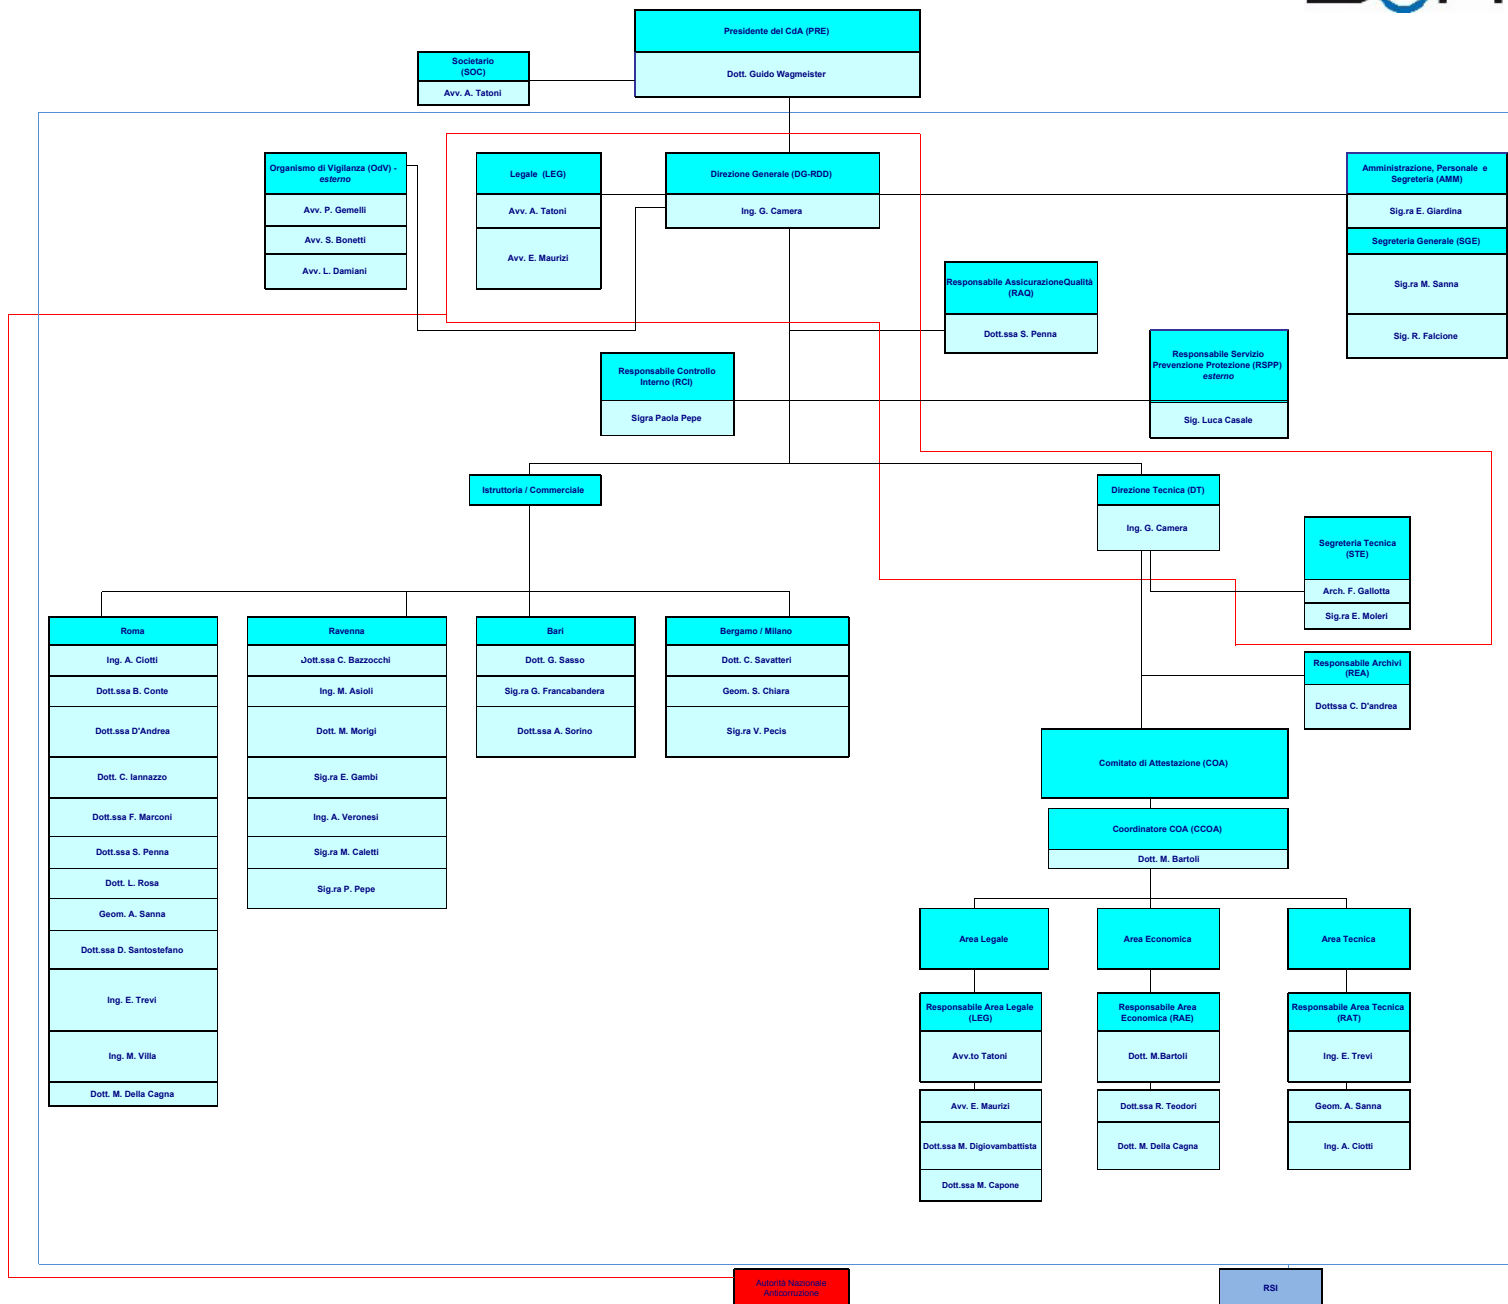 Presidente del CdA (PRE)
Dott. Guido Wagmeister
Societario
(SOC)
Avv. A. Tatoni
Organismo di Vigilanza (OdV) -
esterno
Avv. P. Gemelli
Avv. S. Bonetti
Avv. L. Damiani
Legale (LEG)
Avv. A. Tatoni
Avv. E. Maurizi
Direzione Generale (DG-RDD)
Ing. G. Camera
Amministrazione, Personale e
Segreteria (AMM)
Sig.ra E. Giardina
Segreteria Generale (SGE)
Sig.ra M. Sanna
Sig. R. Falcione
Responsabile AssicurazioneQualità
(RAQ)
Dott.ssa S. Penna
Responsabile Controllo
Interno (RCI)
Sigra Paola Pepe
Responsabile Servizio
Prevenzione Protezione (RSPP)
esterno
Sig. Luca Casale
Istruttoria / Commerciale
Direzione Tecnica (DT)
Ing. G. Camera
Segreteria Tecnica
(STE)
Arch. F. Gallotta
Sig.ra E. Moleri
Roma
Ing. A. Ciotti
Dott.ssa B. Conte
Dott.ssa D'Andrea
Dott. C. Iannazzo
Dott.ssa F. Marconi
Dott.ssa S. Penna
Dott. L. Rosa
Geom. A. Sanna
Dott.ssa D. Santostefano
Ing. E. Trevi
Ing. M. Villa
Dott. M. Della Cagna
Ravenna
Dott.ssa C. Bazzocchi
Ing. M. Asioli
Dott. M. Morigi
Sig.ra E. Gambi
Ing. A. Veronesi
Sig.ra M. Caletti
Sig.ra P. Pepe
Bari
Dott. G. Sasso
Sig.ra G. Francabandera
Dott.ssa A. Sorino
Bergamo / Milano
Dott. C. Savatteri
Geom. S. Chiara
Sig.ra V. Pecis
Responsabile Archivi
(REA)
Dottssa C. D'andrea
Comitato di Attestazione (COA)
Coordinatore COA (CCOA)
Dott. M. Bartoli
Area Legale
Area Economica
Area Tecnica
Responsabile Area Legale
(LEG)
Avv.to Tatoni
Avv. E. Maurizi
Dott.ssa M. Digiovambattista
Dott.ssa M. Capone
Responsabile Area
Economica (RAE)
Dott. M.Bartoli
Dott.ssa R. Teodori
Dott. M. Della Cagna
Responsabile Area Tecnica
(RAT)
Ing. E. Trevi
Geom. A. Sanna
Ing. A. Ciotti
Autorità Nazionale
Anticorruzione
RSI